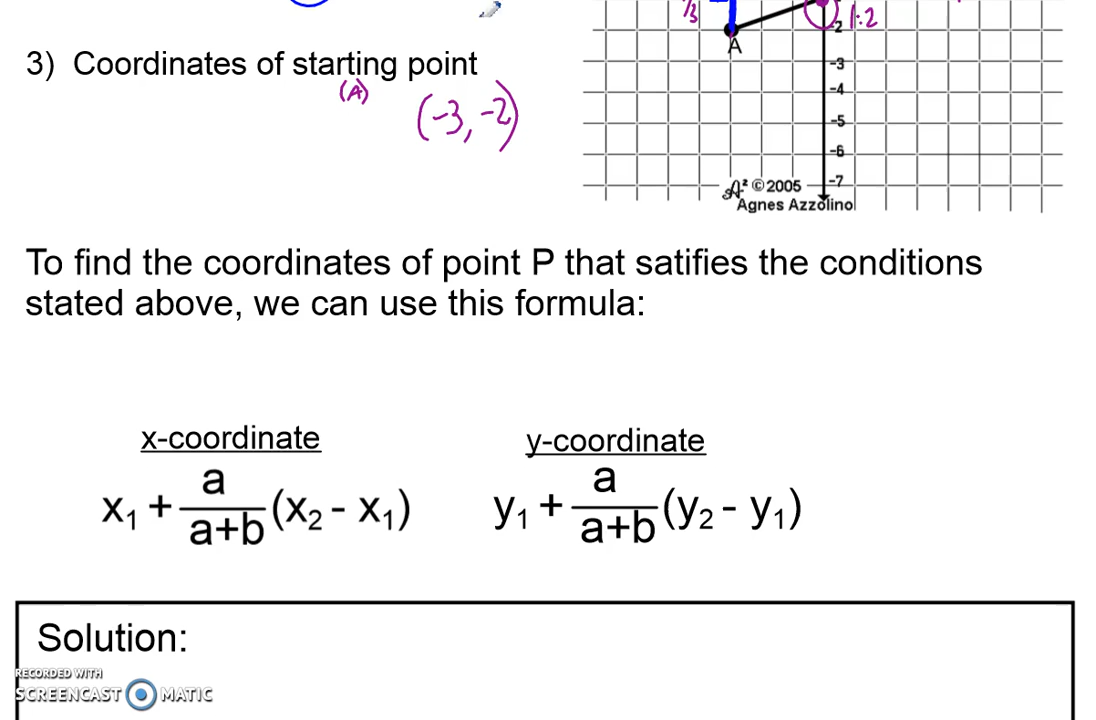 1/3
2
1:2
A
3) Coordinates of starting point
(A)
(-3, -2)
-3
-4
-5
-6
-7
A² © 2005
Agnes Azzolino
To find the coordinates of point P that satifies the conditions
stated above, we can use this formula:
x-coordinate
y-coordinate
x₁ + a/a+b (x₂ - x₁)
y₁ + a/a+b (y₂ - y₁)
Solution:
RECORDED WITH
SCREENCAST MATIC